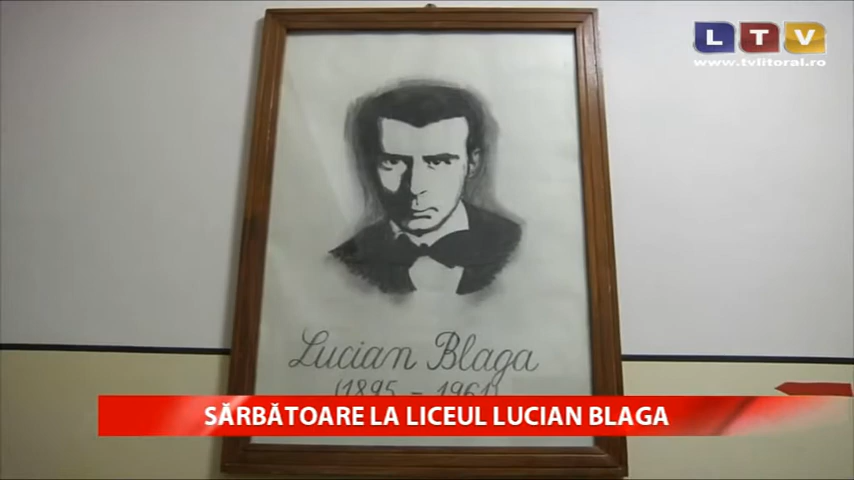 LTV
www.tvlitoral.ro
Lucian Blaga
(1895 - 1961)
SĂRBĂTOARE LA LICEUL LUCIAN BLAGA